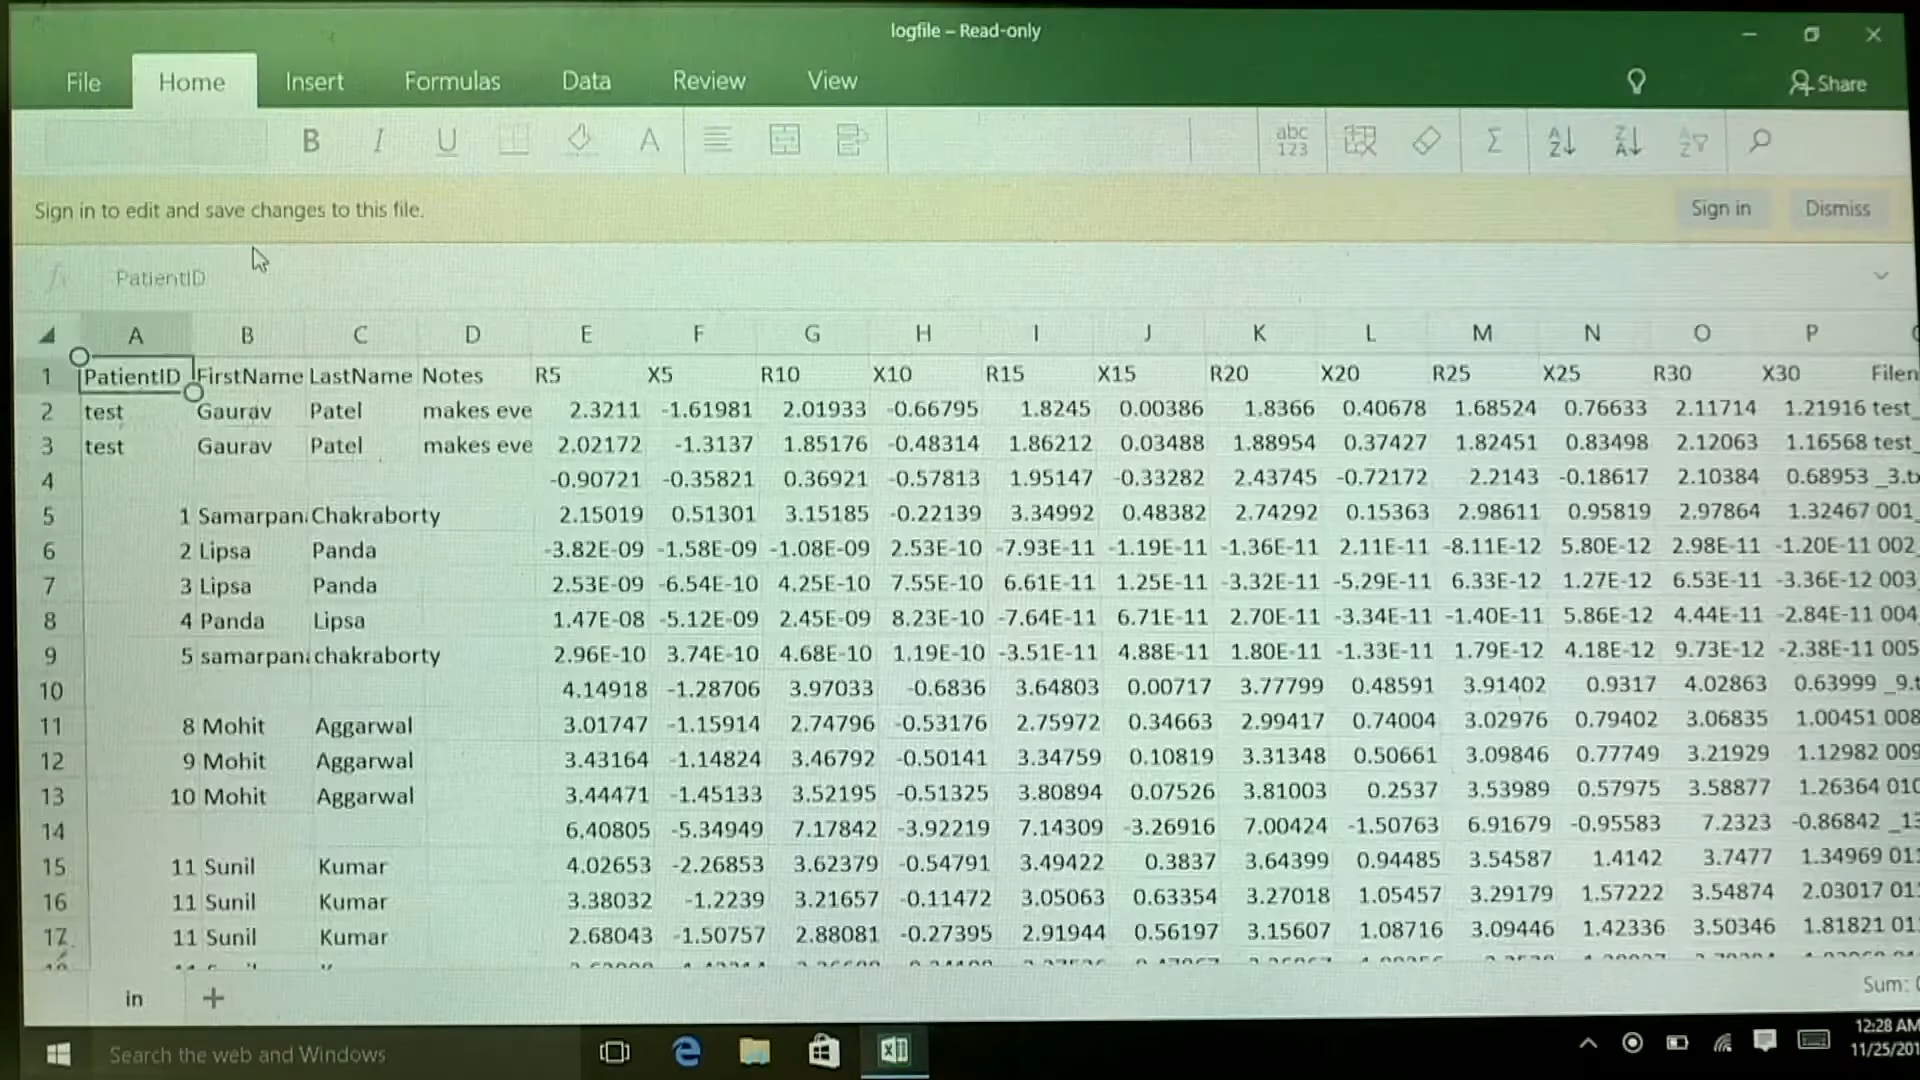 logfile – Read-only
File Home Insert Formulas Data Review View Share
B I U A abc 123 Σ A Z Z A A Z
Sign in to edit and save changes to this file. Sign in Dismiss
fx PatientID
A B C D E F G H I J K L M N O P
1 PatientID FirstName LastName Notes R5 X5 R10 X10 R15 X15 R20 X20 R25 X25 R30 X30 Filen
2 test Gaurav Patel makes eve 2.3211 -1.61981 2.01933 -0.66795 1.8245 0.00386 1.8366 0.40678 1.68524 0.76633 2.11714 1.21916 test_
3 test Gaurav Patel makes eve 2.02172 -1.3137 1.85176 -0.48314 1.86212 0.03488 1.88954 0.37427 1.82451 0.83498 2.12063 1.16568 test_
4 -0.90721 -0.35821 0.36921 -0.57813 1.95147 -0.33282 2.43745 -0.72172 2.2143 -0.18617 2.10384 0.68953 _3.t
5 1 Samarpan Chakraborty 2.15019 0.51301 3.15185 -0.22139 3.34992 0.48382 2.74292 0.15363 2.98611 0.95819 2.97864 1.32467 001_
6 2 Lipsa Panda -3.82E-09 -1.58E-09 -1.08E-09 2.53E-10 -7.93E-11 -1.19E-11 -1.36E-11 2.11E-11 -8.11E-12 5.80E-12 2.98E-11 -1.20E-11 002_
7 3 Lipsa Panda 2.53E-09 -6.54E-10 4.25E-10 7.55E-10 6.61E-11 1.25E-11 -3.32E-11 -5.29E-11 6.33E-12 1.27E-12 6.53E-11 -3.36E-12 003_
8 4 Panda Lipsa 1.47E-08 -5.12E-09 2.45E-09 8.23E-10 -7.64E-11 6.71E-11 2.70E-11 -3.34E-11 -1.40E-11 5.86E-12 4.44E-11 -2.84E-11 004_
9 5 samarpan chakraborty 2.96E-10 3.74E-10 4.68E-10 1.19E-10 -3.51E-11 4.88E-11 1.80E-11 -1.33E-11 1.79E-12 4.18E-12 9.73E-12 -2.38E-11 005_
10 4.14918 -1.28706 3.97033 -0.6836 3.64803 0.00717 3.77799 0.48591 3.91402 0.9317 4.02863 0.63999 _9.t
11 8 Mohit Aggarwal 3.01747 -1.15914 2.74796 -0.53176 2.75972 0.34663 2.99417 0.74004 3.02976 0.79402 3.06835 1.00451 008
12 9 Mohit Aggarwal 3.43164 -1.14824 3.46792 -0.50141 3.34759 0.10819 3.31348 0.50661 3.09846 0.77749 3.21929 1.12982 009
13 10 Mohit Aggarwal 3.44471 -1.45133 3.52195 -0.51325 3.80894 0.07526 3.81003 0.2537 3.53989 0.57975 3.58877 1.26364 010
14 6.40805 -5.34949 7.17842 -3.92219 7.14309 -3.26916 7.00424 -1.50763 6.91679 -0.95583 7.2323 -0.86842 _13
15 11 Sunil Kumar 4.02653 -2.26853 3.62379 -0.54791 3.49422 0.3837 3.64399 0.94485 3.54587 1.4142 3.7477 1.34969 011
16 11 Sunil Kumar 3.38032 -1.2239 3.21657 -0.11472 3.05063 0.63354 3.27018 1.05457 3.29179 1.57222 3.54874 2.03017 011
17 11 Sunil Kumar 2.68043 -1.50757 2.88081 -0.27395 2.91944 0.56197 3.15607 1.08716 3.09446 1.42336 3.50346 1.81821 011
in + Sum:
Search the web and Windows
12:28 AM
11/25/201